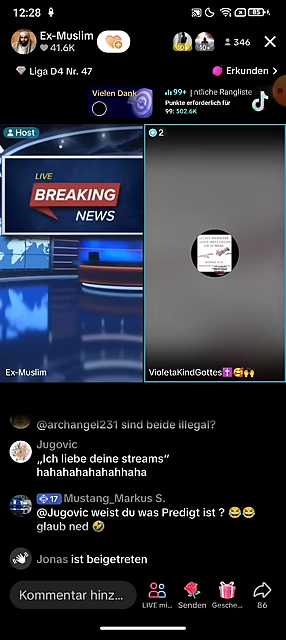 12:28
85
Ex-Muslim
41.6K
346
Liga D4 Nr. 47
Erkunden >
Vielen Dank
99+ | ntliche Rangliste
Punkte erforderlich für
99: 502.6K
Host
2
LIVE
BREAKING
NEWS
Ex-Muslim
VioletaKindGottes✝️🥰🙌
@archangel231 sind beide illegal?
Jugovic
„Ich liebe deine streams“
hahahahahahahhaha
17 Mustang_Markus S.
@Jugovic weist du was Predigt ist ? 😂😂
glaub ned 🤣
Jonas ist beigetreten
Kommentar hinz...
LIVE mi...
Senden
Gesche...
86